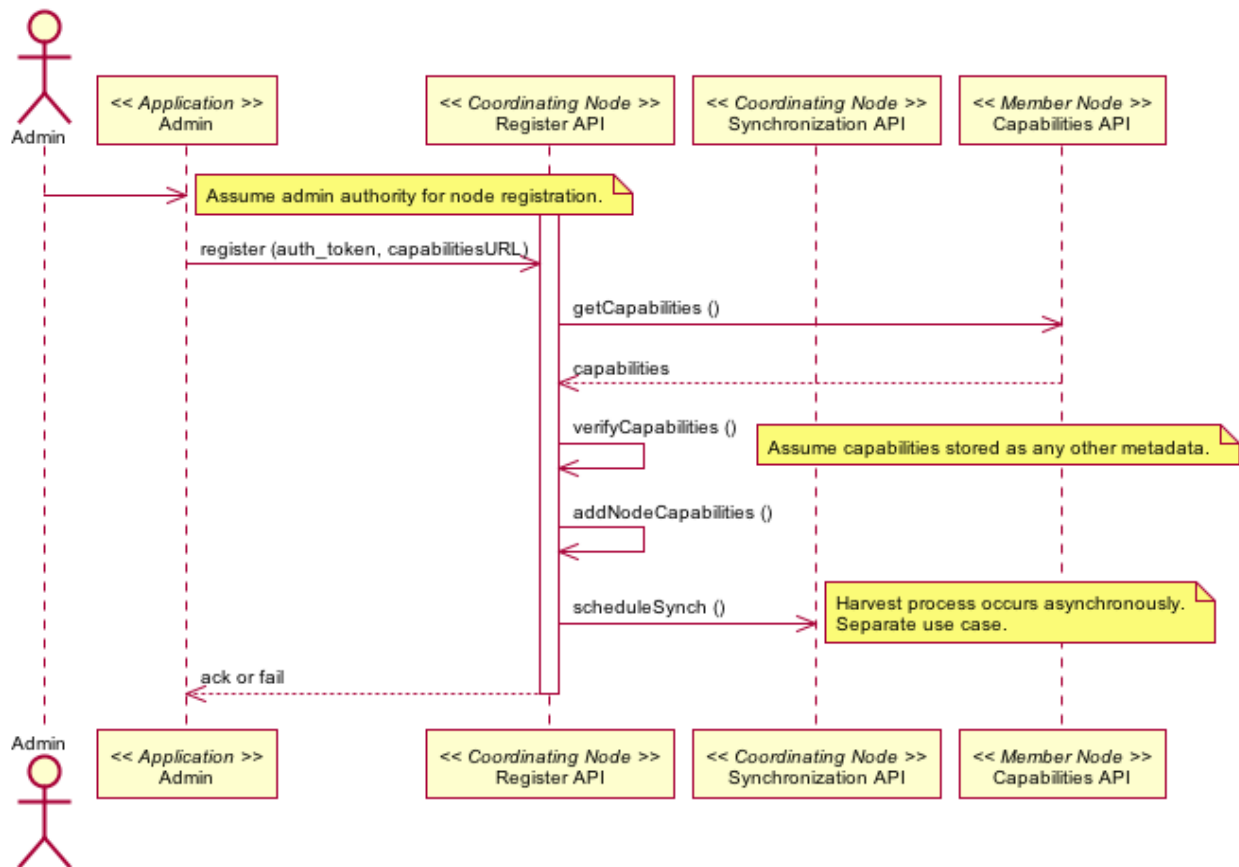 Admin
<< Application >>
Admin
<< Coordinating Node >>
Register API
<< Coordinating Node >>
Synchronization API
<< Member Node >>
Capabilities API
Assume admin authority for node registration.
register (auth_token, capabilitiesURL)
getCapabilities ()
capabilities
verifyCapabilities ()
Assume capabilities stored as any other metadata.
addNodeCapabilities ()
scheduleSynch ()
Harvest process occurs asynchronously.
Separate use case.
ack or fail
Admin
<< Application >>
Admin
<< Coordinating Node >>
Register API
<< Coordinating Node >>
Synchronization API
<< Member Node >>
Capabilities API